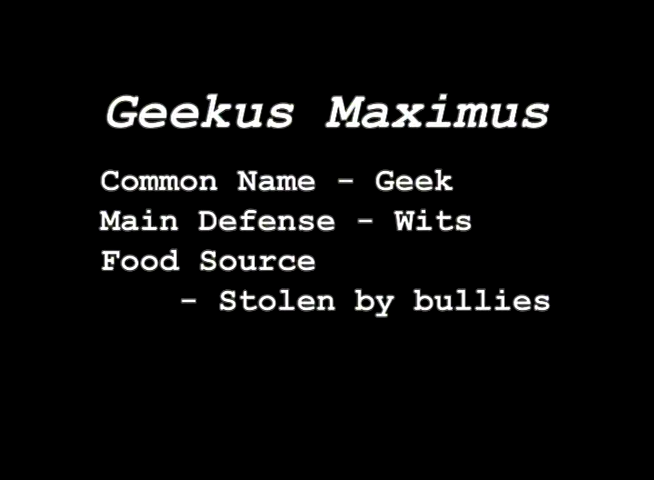 Geekus Maximus
Common Name - Geek
Main Defense - Wits
Food Source
- Stolen by bullies